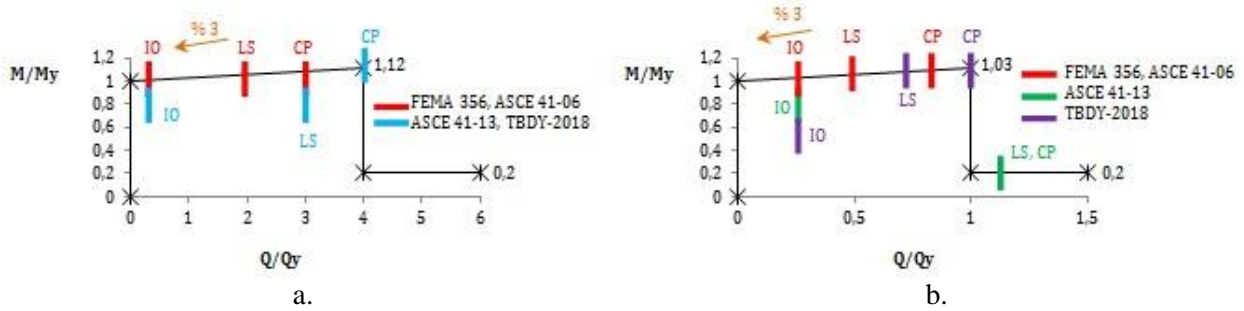 % 3
IO
LS
CP
CP
1,2
M/My
1
0,8
0,6
0,4
0,2
0
1,12
IO
LS
0,2
FEMA 356, ASCE 41-06
ASCE 41-13, TBDY-2018
0 1 2 3 4 5 6
Q/Qy
a.
% 3
IO
LS
CP
CP
1,2
M/My
1
0,8
0,6
0,4
0,2
0
1,03
LS
IO
IO
LS, CP
0,2
FEMA 356, ASCE 41-06
ASCE 41-13
TBDY-2018
0 0,5 1 1,5
Q/Qy
b.